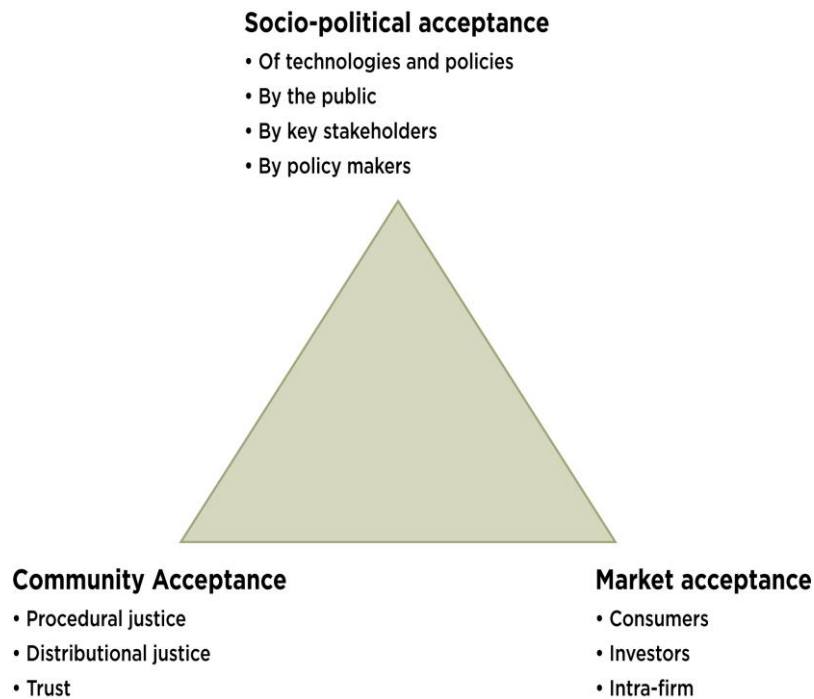 Socio-political acceptance
• Of technologies and policies
• By the public
• By key stakeholders
• By policy makers
Community Acceptance
• Procedural justice
• Distributional justice
• Trust
Market acceptance
• Consumers
• Investors
• Intra-firm